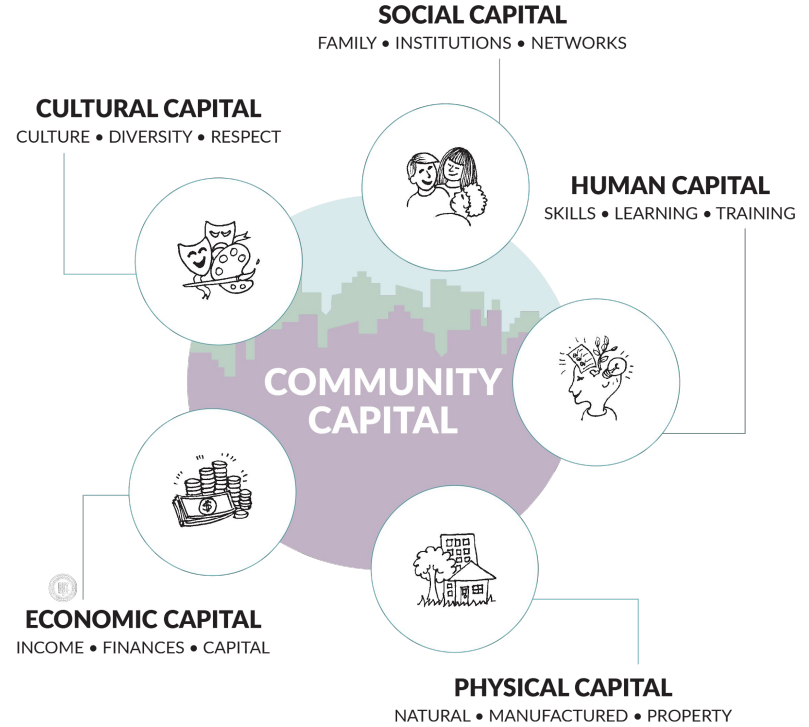 SOCIAL CAPITAL
FAMILY • INSTITUTIONS • NETWORKS
CULTURAL CAPITAL
CULTURE • DIVERSITY • RESPECT
HUMAN CAPITAL
SKILLS • LEARNING • TRAINING
COMMUNITY
CAPITAL
$
ECONOMIC CAPITAL
INCOME • FINANCES • CAPITAL
PHYSICAL CAPITAL
NATURAL • MANUFACTURED • PROPERTY